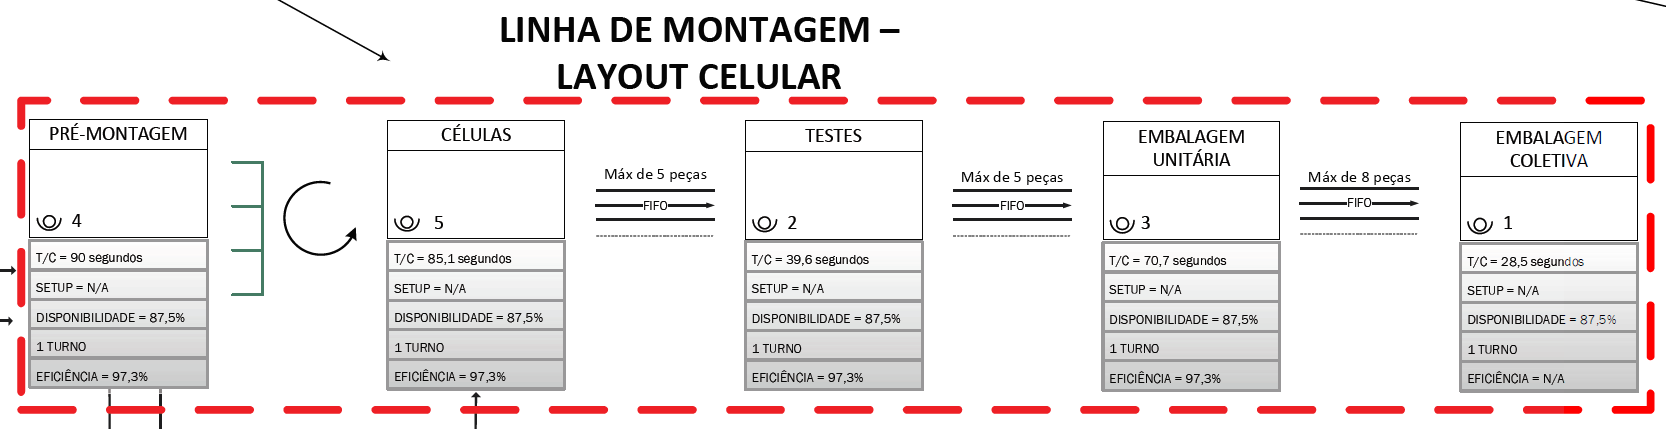 LINHA DE MONTAGEM –
LAYOUT CELULAR
PRÉ-MONTAGEM
4
T/C = 90 segundos
SETUP = N/A
DISPONIBILIDADE = 87,5%
1 TURNO
EFICIÊNCIA = 97,3%
CÉLULAS
5
T/C = 85,1 segundos
SETUP = N/A
DISPONIBILIDADE = 87,5%
1 TURNO
EFICIÊNCIA = 97,3%
Máx de 5 peças
FIFO
TESTES
2
T/C = 39,6 segundos
SETUP = N/A
DISPONIBILIDADE = 87,5%
1 TURNO
EFICIÊNCIA = 97,3%
Máx de 5 peças
FIFO
EMBALAGEM
UNITÁRIA
3
T/C = 70,7 segundos
SETUP = N/A
DISPONIBILIDADE = 87,5%
1 TURNO
EFICIÊNCIA = 97,3%
Máx de 8 peças
FIFO
EMBALAGEM
COLETIVA
1
T/C = 28,5 segundos
SETUP = N/A
DISPONIBILIDADE = 87,5%
1 TURNO
EFICIÊNCIA = N/A